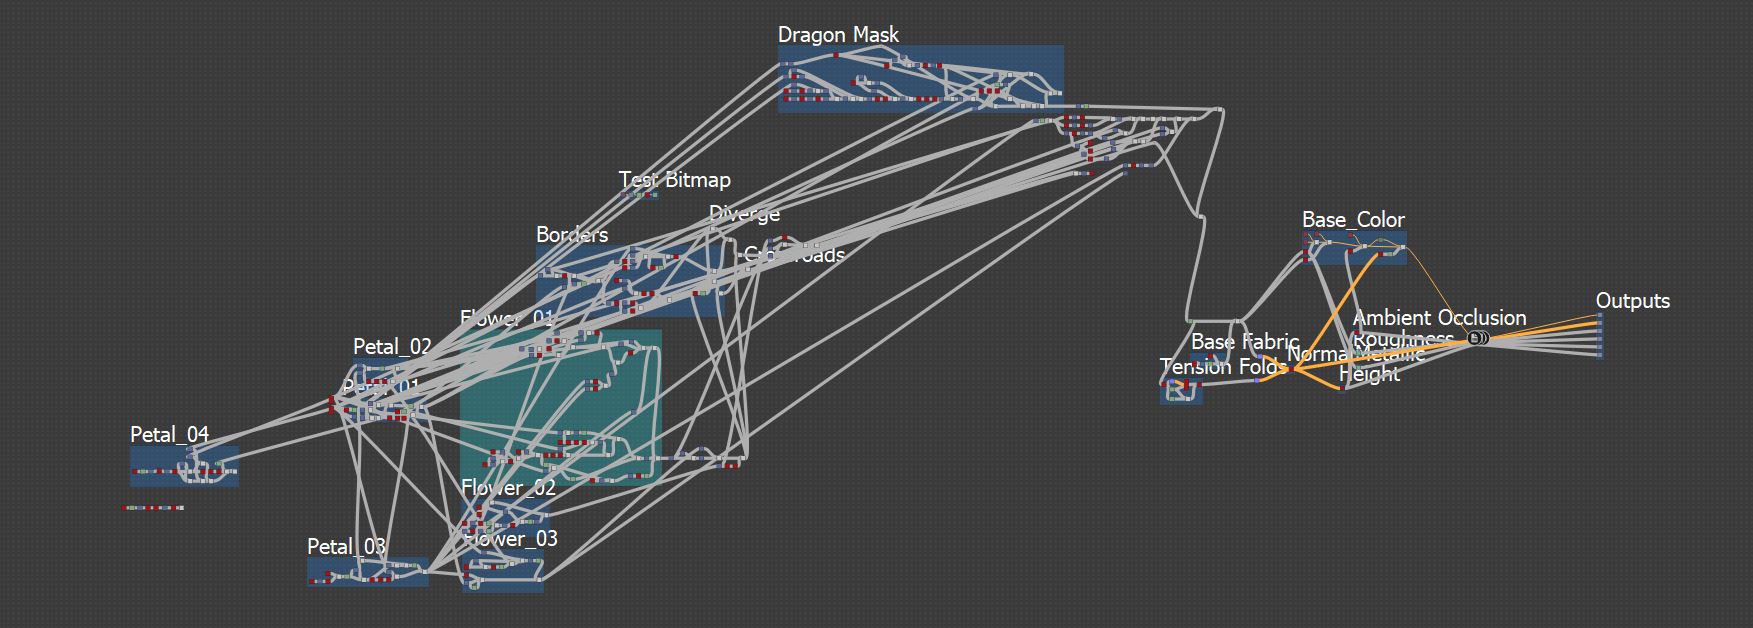 Dragon Mask
Test Bitmap
Diverge
Borders
Crossroads
Base_Color
Outputs
Flower_01
Ambient Occlusion
Roughness
Base Fabric
Normal
Metallic
Tension Folds
Height
Petal_02
Petal_01
Petal_04
Flower_02
Flower_03
Petal_03